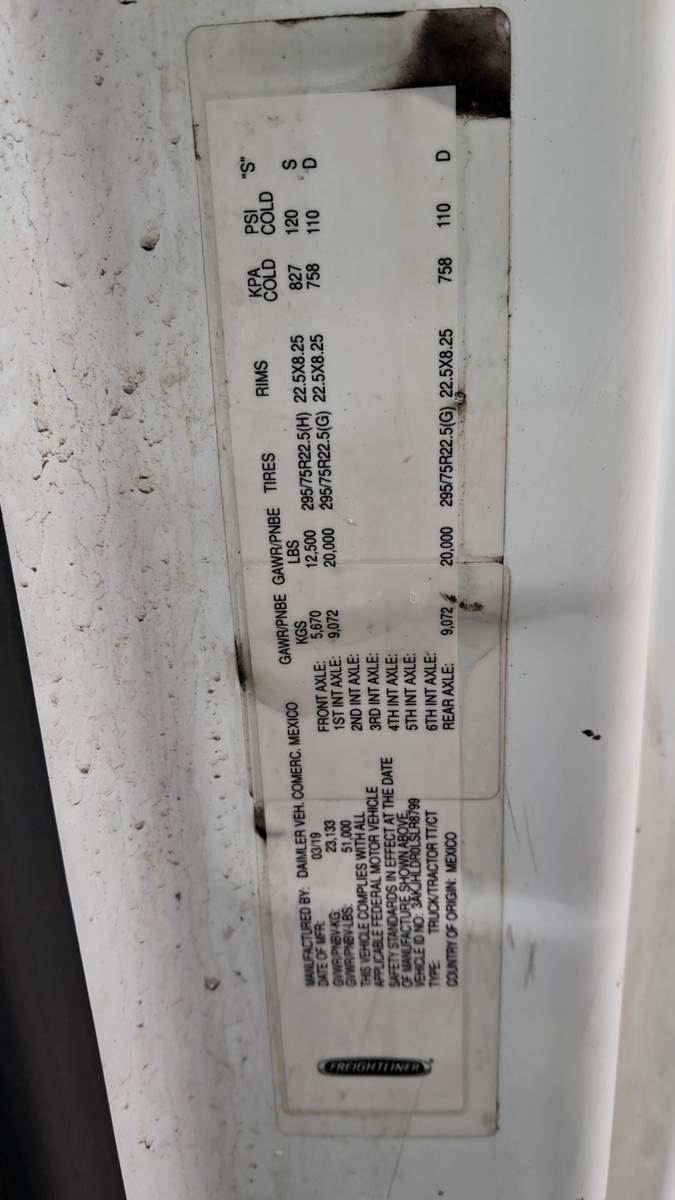 FREIGHTLINER
MANUFACTURED BY: DAIMLER VEH. COMERC. MEXICO
DATE OF MFR: 03/19
GVWR/PNBV-KG: 23,133
GVWR/PNBV-LBS: 51,000
THIS VEHICLE COMPLIES WITH ALL
APPLICABLE FEDERAL MOTOR VEHICLE
SAFETY STANDARDS IN EFFECT AT THE DATE
OF MANUFACTURE SHOWN ABOVE
VEHICLE ID NO: 3AKJHLDR0LSLR8799
TYPE: TRUCK/TRACTOR TT/CT
COUNTRY OF ORIGIN: MEXICO
GAWR/PNBE GAWR/PNBE TIRES RIMS KPA PSI "S"
KGS LBS COLD COLD
FRONT AXLE: 5,670 12,500 295/75R22.5(H) 22.5X8.25 827 120 S
1ST INT AXLE: 9,072 20,000 295/75R22.5(G) 22.5X8.25 758 110 D
2ND INT AXLE:
3RD INT AXLE:
4TH INT AXLE:
5TH INT AXLE:
6TH INT AXLE:
REAR AXLE: 9,072 20,000 295/75R22.5(G) 22.5X8.25 758 110 D